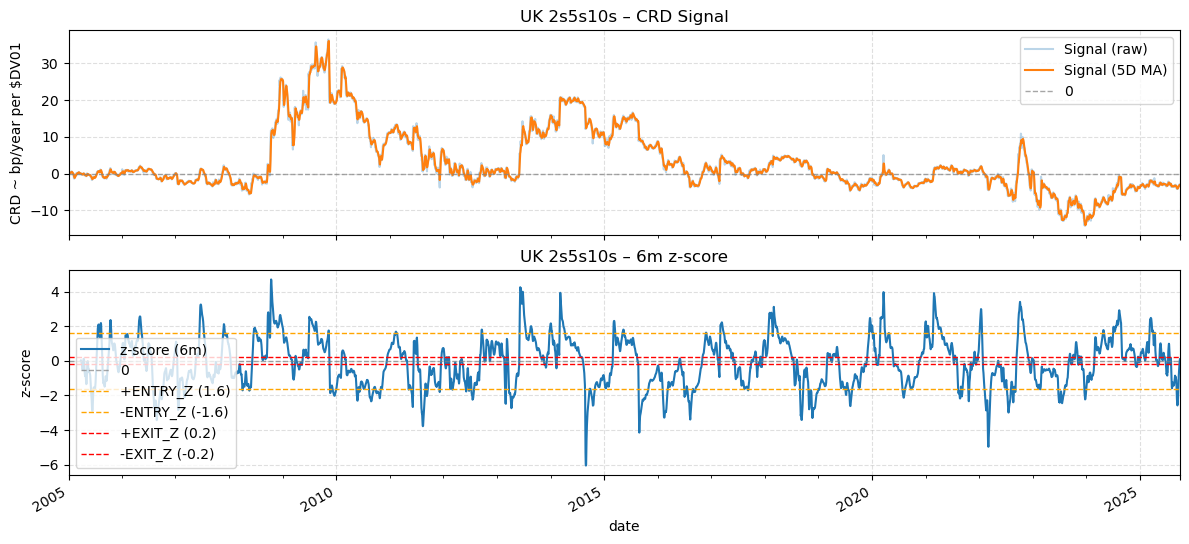 UK 2s5s10s – CRD Signal
CRD ~ bp/year per $DV01
30
20
10
0
−10
Signal (raw)
Signal (5D MA)
0
UK 2s5s10s – 6m z-score
z-score
4
2
0
−2
−4
−6
z-score (6m)
0
+ENTRY_Z (1.6)
-ENTRY_Z (-1.6)
+EXIT_Z (0.2)
-EXIT_Z (-0.2)
2005
2010
2015
2020
2025
date